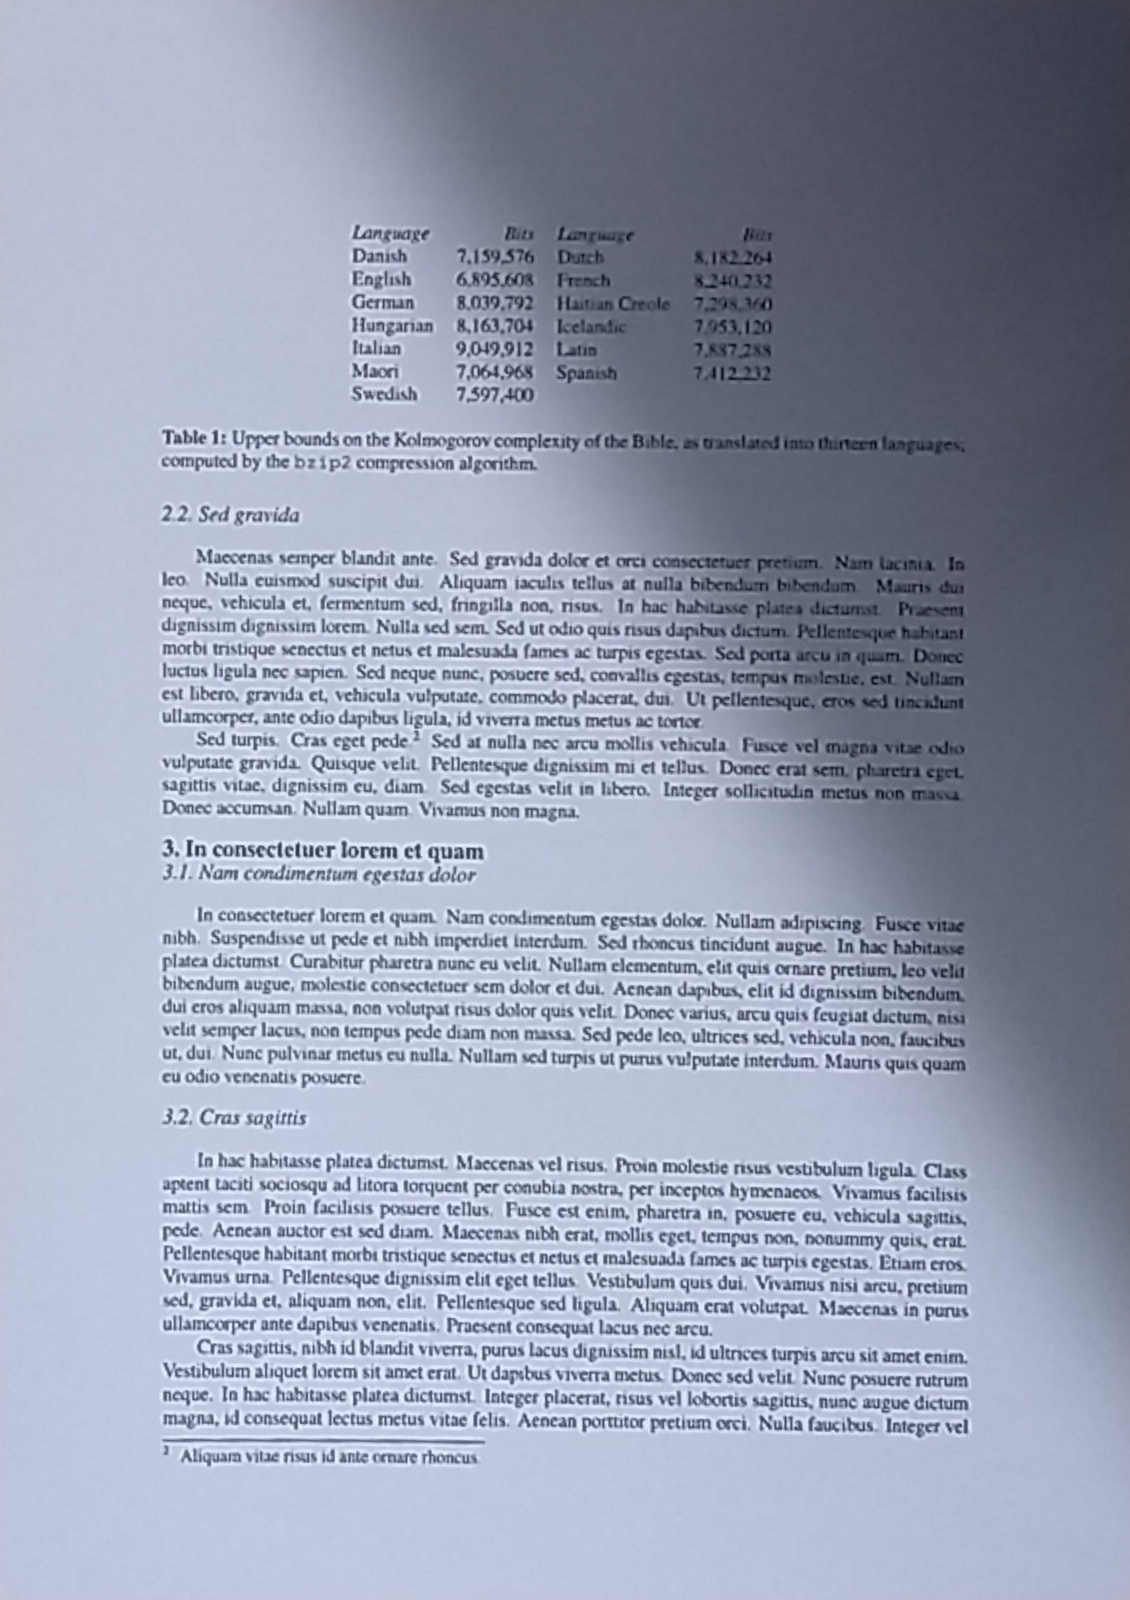 Language Bits Language Bits
Danish 7,159,576 Dutch 8,182,264
English 6,895,608 French 8,240,232
German 8,039,792 Haitian Creole 7,298,360
Hungarian 8,163,704 Icelandic 7,953,120
Italian 9,049,912 Latin 7,887,288
Maori 7,064,968 Spanish 7,412,232
Swedish 7,597,400
Table 1: Upper bounds on the Kolmogorov complexity of the Bible, as translated into thirteen languages,
computed by the bzip2 compression algorithm.
2.2. Sed gravida
Maecenas semper blandit ante. Sed gravida dolor et orci consectetuer pretium. Nam lacinia. In
leo. Nulla euismod suscipit dui. Aliquam iaculis tellus at nulla bibendum bibendum. Mauris dui
neque, vehicula et, fermentum sed, fringilla non, risus. In hac habitasse platea dictumst. Praesent
dignissim dignissim lorem. Nulla sed sem. Sed ut odio quis risus dapibus dictum. Pellentesque habitant
morbi tristique senectus et netus et malesuada fames ac turpis egestas. Sed porta arcu in quam. Donec
luctus ligula nec sapien. Sed neque nunc, posuere sed, convallis egestas, tempus molestie, est. Nullam
est libero, gravida et, vehicula vulputate, commodo placerat, dui. Ut pellentesque, eros sed tincidunt
ullamcorper, ante odio dapibus ligula, id viverra metus metus ac tortor.
Sed turpis. Cras eget pede.² Sed at nulla nec arcu mollis vehicula. Fusce vel magna vitae odio
vulputate gravida. Quisque velit. Pellentesque dignissim mi et tellus. Donec erat sem, pharetra eget,
sagittis vitae, dignissim eu, diam. Sed egestas velit in libero. Integer sollicitudin metus non massa.
Donec accumsan. Nullam quam. Vivamus non magna.
3. In consectetuer lorem et quam
3.1. Nam condimentum egestas dolor
In consectetuer lorem et quam. Nam condimentum egestas dolor. Nullam adipiscing. Fusce vitae
nibh. Suspendisse ut pede et nibh imperdiet interdum. Sed rhoncus tincidunt augue. In hac habitasse
platea dictumst. Curabitur pharetra nunc eu velit. Nullam elementum, elit quis ornare pretium, leo velit
bibendum augue, molestie consectetuer sem dolor et dui. Aenean dapibus, elit id dignissim bibendum,
dui eros aliquam massa, non volutpat risus dolor quis velit. Donec varius, arcu quis feugiat dictum, nisi
velit semper lacus, non tempus pede diam non massa. Sed pede leo, ultrices sed, vehicula non, faucibus
ut, dui. Nunc pulvinar metus eu nulla. Nullam sed turpis ut purus vulputate interdum. Mauris quis quam
eu odio venenatis posuere.
3.2. Cras sagittis
In hac habitasse platea dictumst. Maecenas vel risus. Proin molestie risus vestibulum ligula. Class
aptent taciti sociosqu ad litora torquent per conubia nostra, per inceptos hymenaeos. Vivamus facilisis
mattis sem. Proin facilisis posuere tellus. Fusce est enim, pharetra in, posuere eu, vehicula sagittis,
pede. Aenean auctor est sed diam. Maecenas nibh erat, mollis eget, tempus non, nonummy quis, erat.
Pellentesque habitant morbi tristique senectus et netus et malesuada fames ac turpis egestas. Etiam eros.
Vivamus urna. Pellentesque dignissim elit eget tellus. Vestibulum quis dui. Vivamus nisi arcu, pretium
sed, gravida et, aliquam non, elit. Pellentesque sed ligula. Aliquam erat volutpat. Maecenas in purus
ullamcorper ante dapibus venenatis. Praesent consequat lacus nec arcu.
Cras sagittis, nibh id blandit viverra, purus lacus dignissim nisl, id ultrices turpis arcu sit amet enim.
Vestibulum aliquet lorem sit amet erat. Ut dapibus viverra metus. Donec sed velit. Nunc posuere rutrum
neque. In hac habitasse platea dictumst. Integer placerat, risus vel lobortis sagittis, nunc augue dictum
magna, id consequat lectus metus vitae felis. Aenean porttitor pretium orci. Nulla faucibus. Integer vel
² Aliquam vitae risus id ante ornare rhoncus.